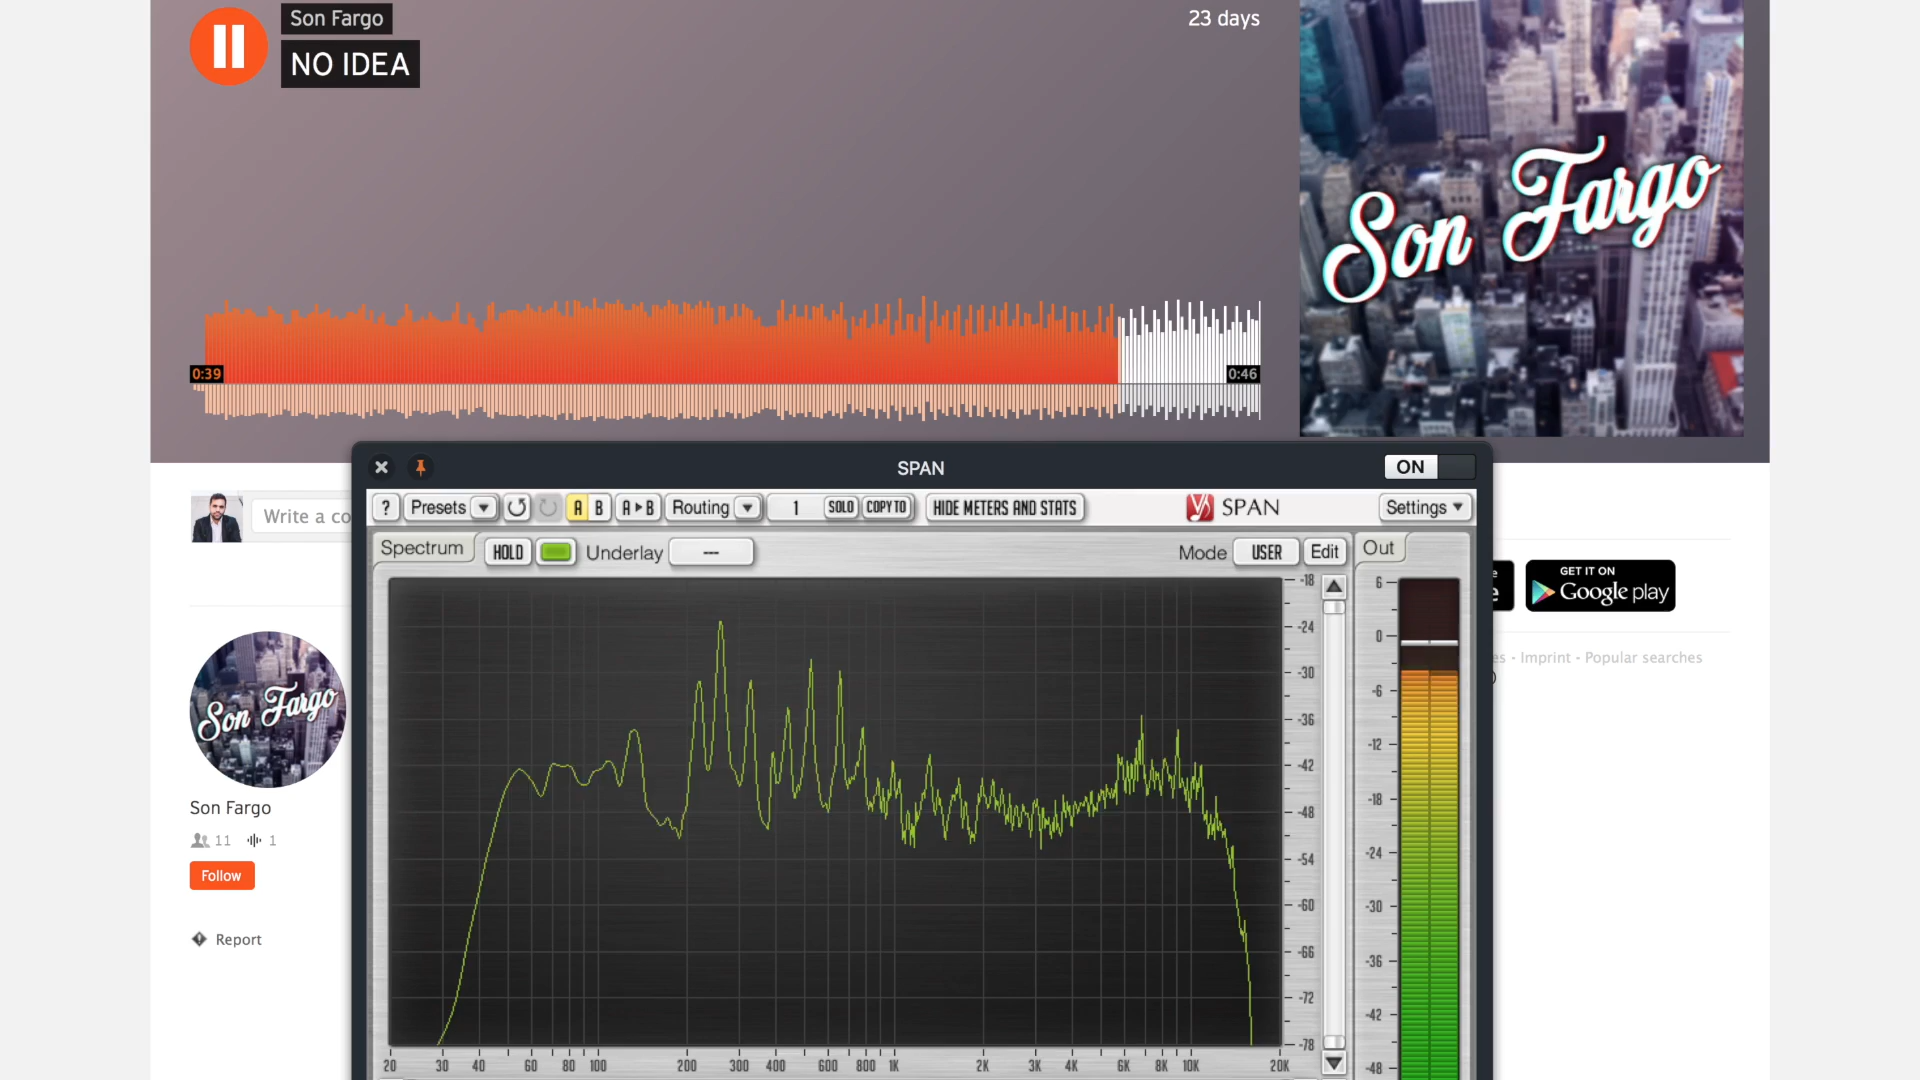 Son Fargo
23 days
NO IDEA
Son Fargo
0:39
0:46
SPAN
ON
Write a co
? Presets A B A▸B Routing 1 SOLO COPY TO HIDE METERS AND STATS SPAN Settings
Spectrum HOLD Underlay --- Mode USER Edit Out
-18
-24
-30
-36
-42
-48
-54
-60
-66
-72
-78
6
0
-6
-12
-18
-24
-30
-36
-42
-48
20 30 40 60 80 100 200 300 400 600 800 1K 2K 3K 4K 6K 8K 10K 20K
GET IT ON
Google play
es - Imprint - Popular searches
Son Fargo
Son Fargo
11 1
Follow
Report